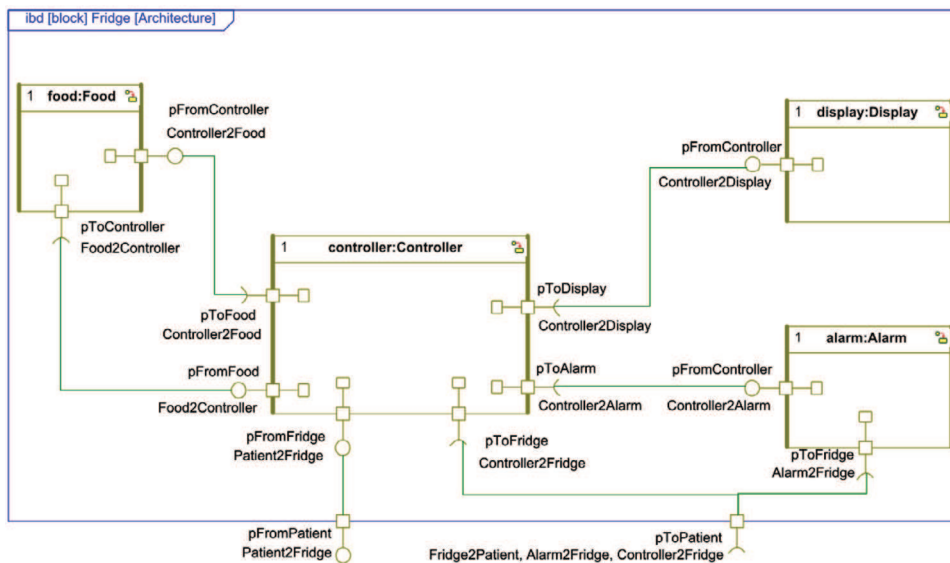 ibd [block] Fridge [Architecture]
1 food:Food
pFromController
Controller2Food
1 display:Display
pFromController
Controller2Display
pToController
Food2Controller
1 controller:Controller
pToFood
Controller2Food
pToDisplay
Controller2Display
1 alarm:Alarm
pFromFood
Food2Controller
pToAlarm
Controller2Alarm
pFromController
Controller2Alarm
pFromFridge
Patient2Fridge
pToFridge
Controller2Fridge
pToFridge
Alarm2Fridge
pFromPatient
Patient2Fridge
pToPatient
Fridge2Patient, Alarm2Fridge, Controller2Fridge